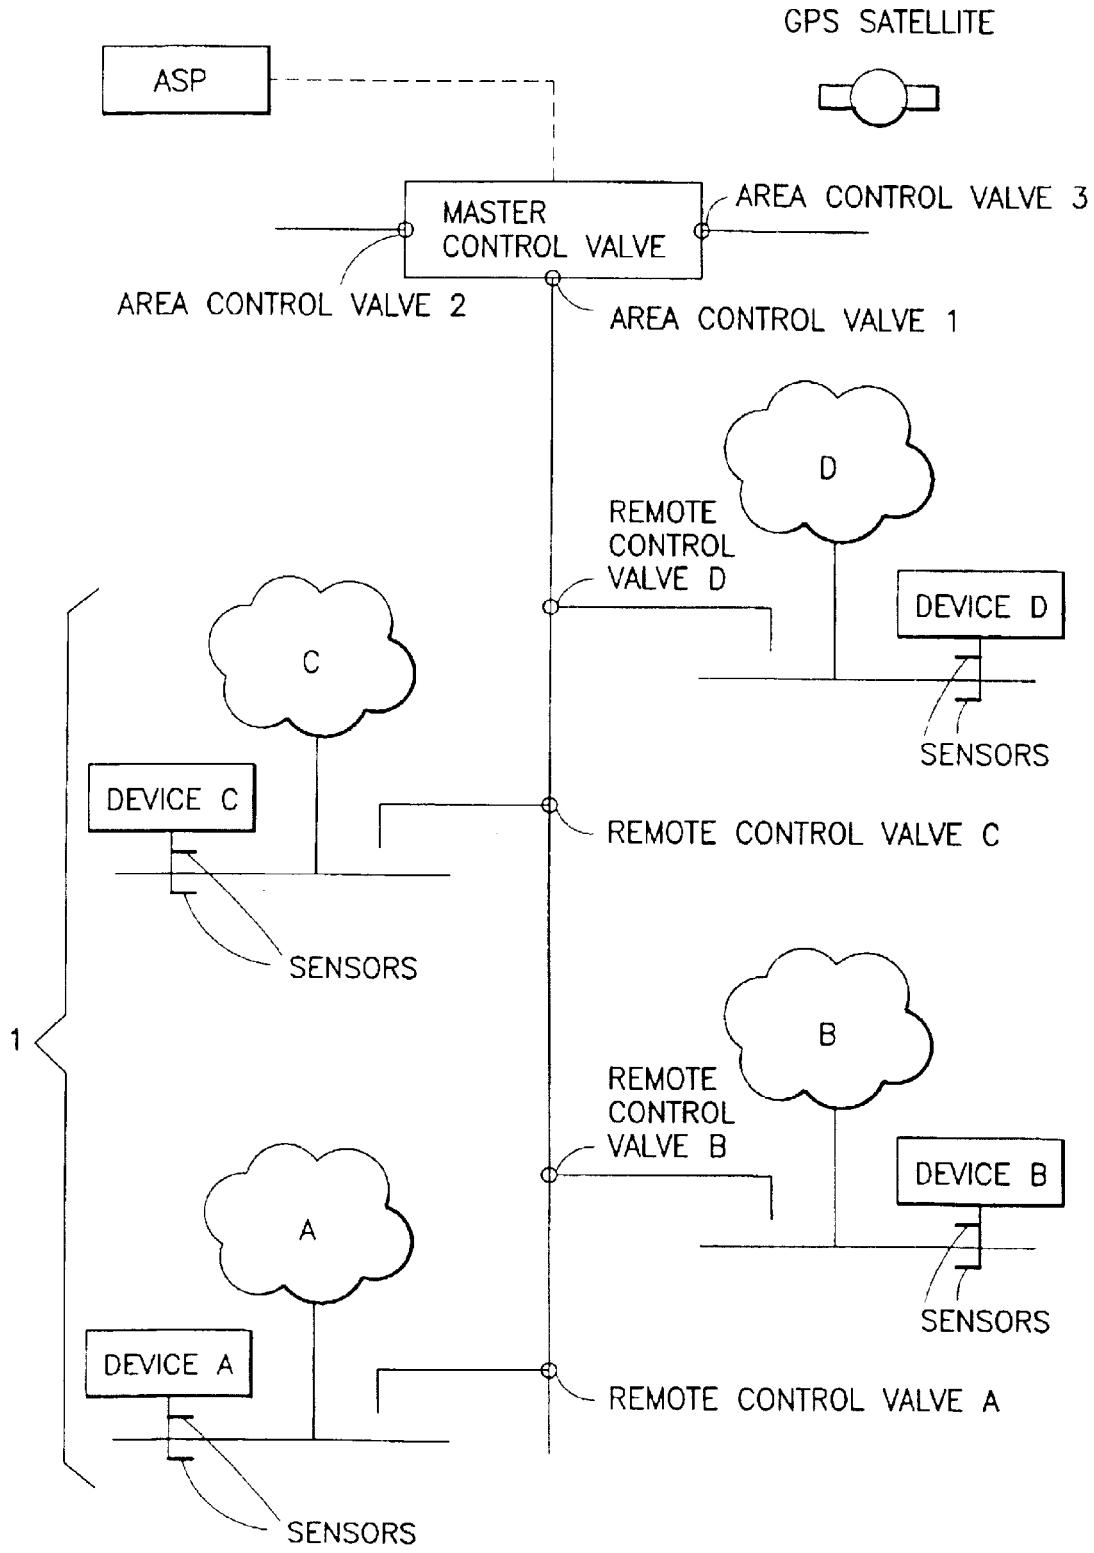 GPS SATELLITE
ASP
MASTER
CONTROL VALVE
AREA CONTROL VALVE 3
AREA CONTROL VALVE 2
AREA CONTROL VALVE 1
D
REMOTE
CONTROL
VALVE D
DEVICE D
SENSORS
C
DEVICE C
REMOTE CONTROL VALVE C
SENSORS
1
B
REMOTE
CONTROL
VALVE B
DEVICE B
SENSORS
A
DEVICE A
REMOTE CONTROL VALVE A
SENSORS